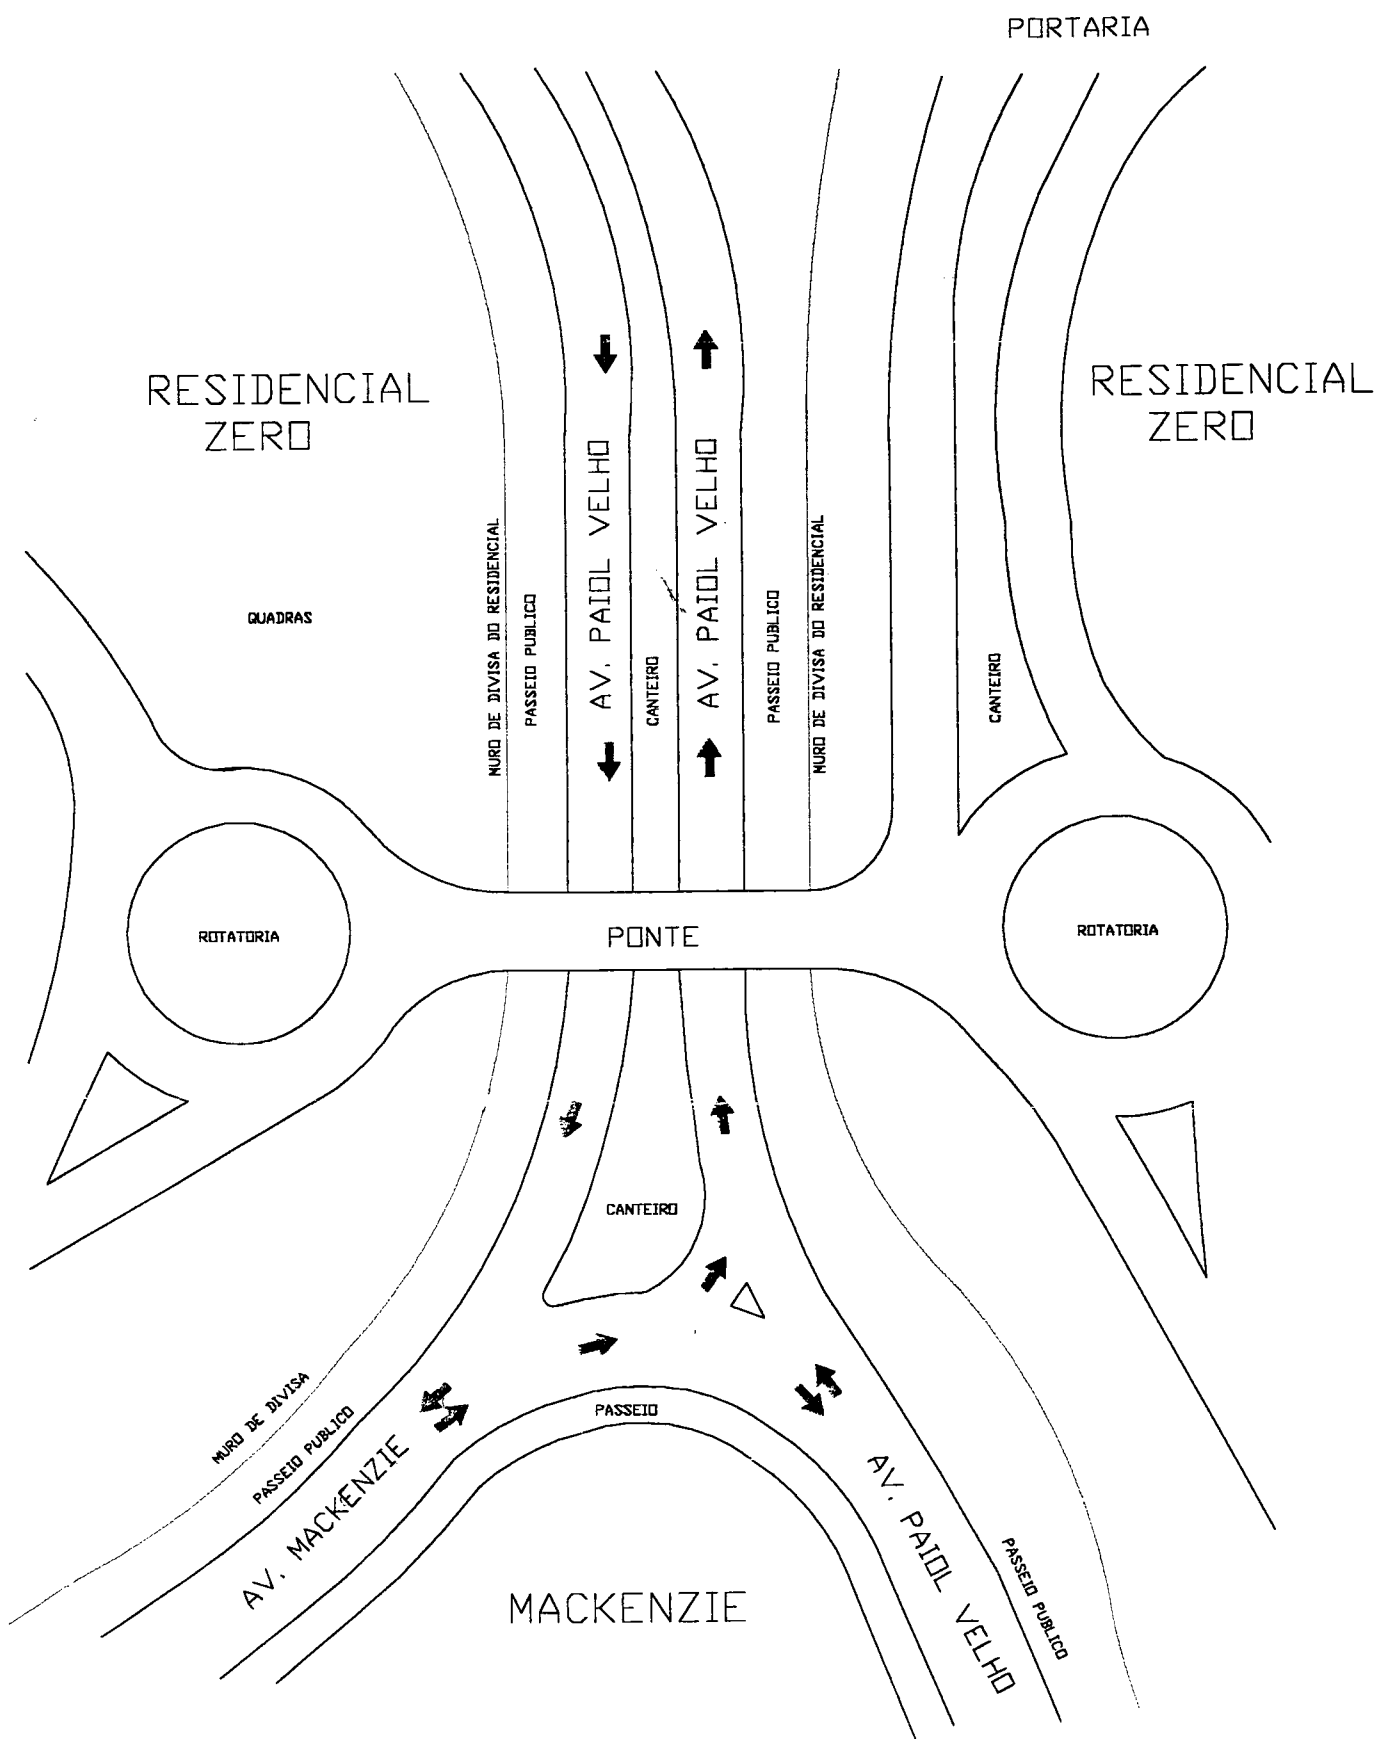 PORTARIA
RESIDENCIAL
ZERO
RESIDENCIAL
ZERO
QUADRAS
MURO DE DIVISA DO RESIDENCIAL
PASSEIO PUBLICO
AV. PAIOL VELHO
CANTEIRO
AV. PAIOL VELHO
PASSEIO PUBLICO
MURO DE DIVISA DO RESIDENCIAL
CANTEIRO
ROTATORIA
PONTE
ROTATORIA
CANTEIRO
MURO DE DIVISA
PASSEIO PUBLICO
AV. MACKENZIE
PASSEIO
AV. PAIOL VELHO
PASSEIO PUBLICO
MACKENZIE